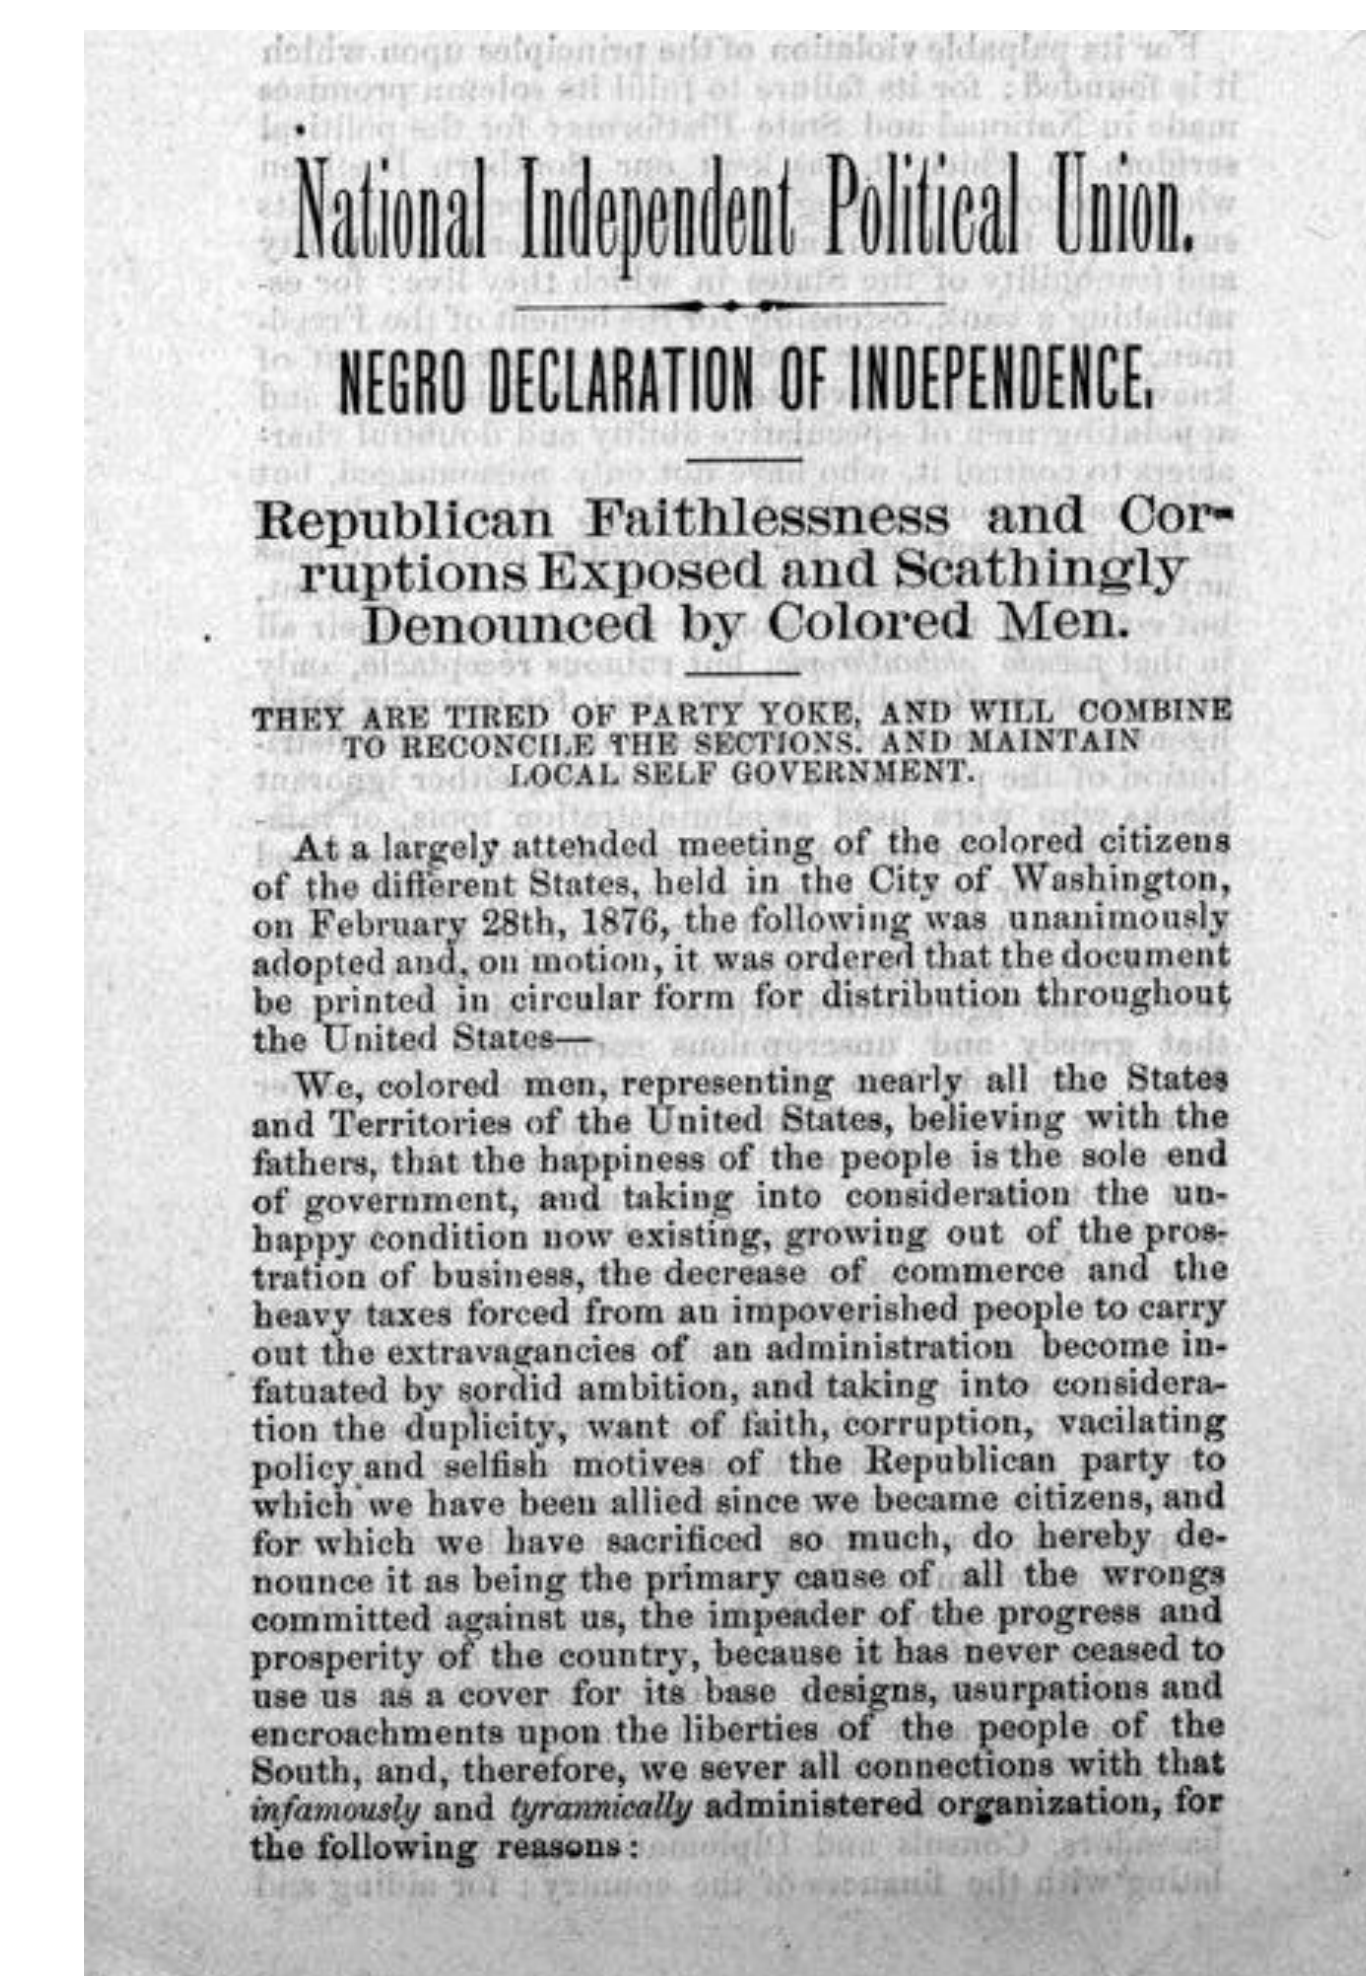 National Independent Political Union.
NEGRO DECLARATION OF INDEPENDENCE,
Republican Faithlessness and Cor-
ruptions Exposed and Scathingly
Denounced by Colored Men.
THEY ARE TIRED OF PARTY YOKE, AND WILL COMBINE
TO RECONCILE THE SECTIONS. AND MAINTAIN
LOCAL SELF GOVERNMENT.
At a largely attended meeting of the colored citizens
of the different States, held in the City of Washington,
on February 28th, 1876, the following was unanimously
adopted and, on motion, it was ordered that the document
be printed in circular form for distribution throughout
the United States—
We, colored men, representing nearly all the States
and Territories of the United States, believing with the
fathers, that the happiness of the people is the sole end
of government, and taking into consideration the un-
happy condition now existing, growing out of the pros-
tration of business, the decrease of commerce and the
heavy taxes forced from an impoverished people to carry
out the extravagancies of an administration become in-
fatuated by sordid ambition, and taking into considera-
tion the duplicity, want of faith, corruption, vacilating
policy and selfish motives of the Republican party to
which we have been allied since we became citizens, and
for which we have sacrificed so much, do hereby de-
nounce it as being the primary cause of all the wrongs
committed against us, the impeader of the progress and
prosperity of the country, because it has never ceased to
use us as a cover for its base designs, usurpations and
encroachments upon the liberties of the people of the
South, and, therefore, we sever all connections with that
infamously and tyrannically administered organization, for
the following reasons: